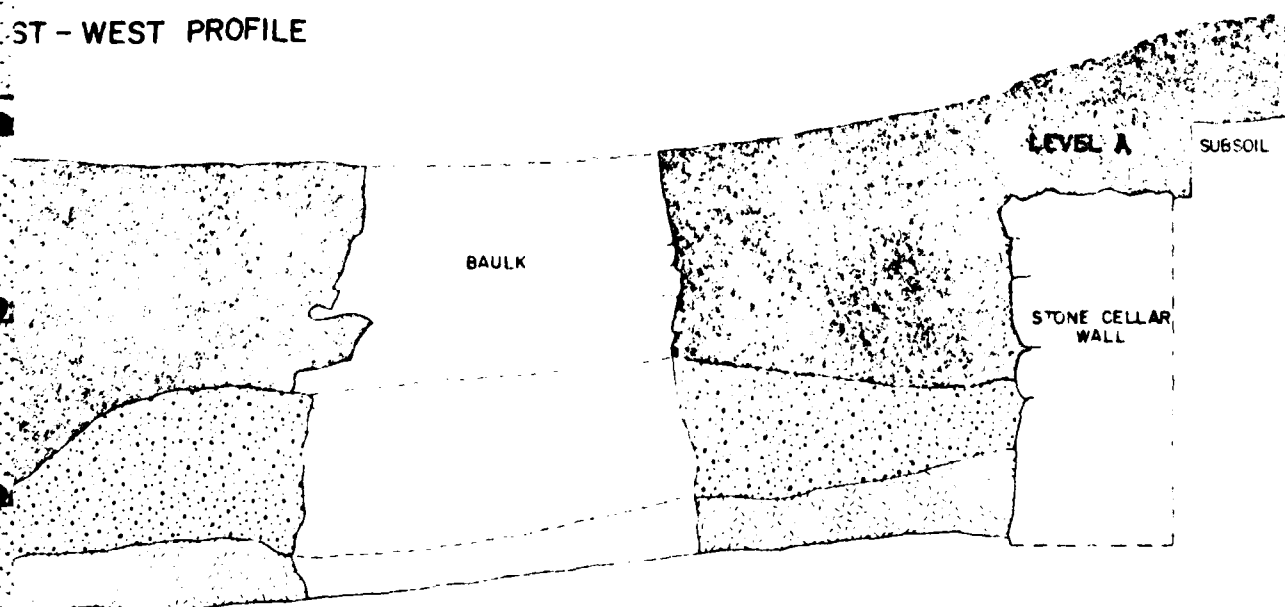 ST - WEST PROFILE
LEVEL A
SUBSOIL
BAULK
STONE CELLAR
WALL